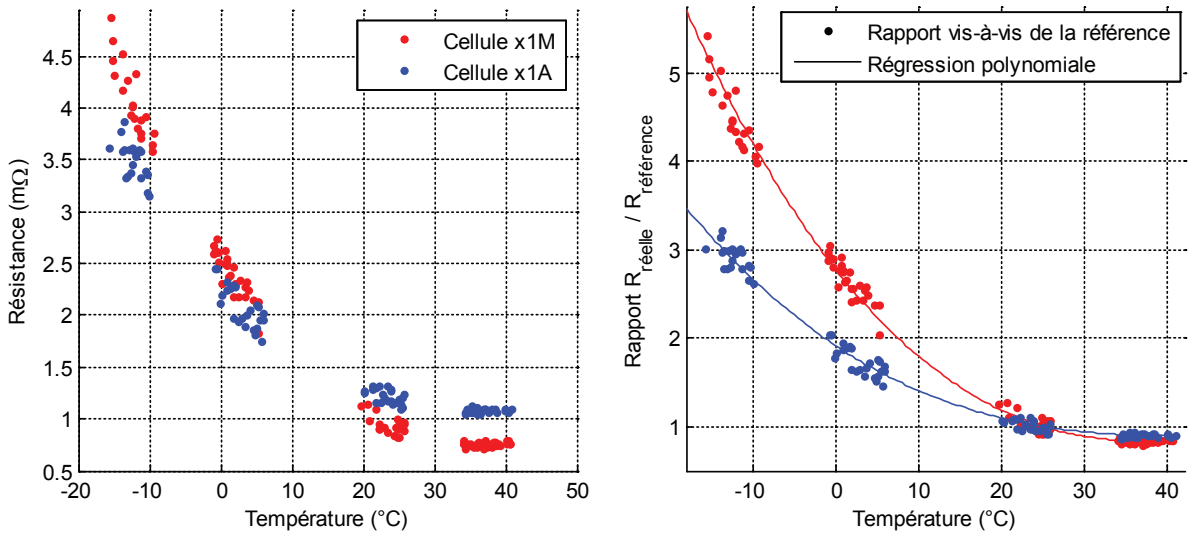 4.5
4
3.5
3
2.5
2
1.5
1
0.5
Résistance (mΩ)
-20 -10 0 10 20 30 40 50
Température (°C)
Cellule x1M
Cellule x1A
5
4
3
2
1
Rapport Rréelle / Rréférence
-10 0 10 20 30 40
Température (°C)
Rapport vis-à-vis de la référence
Régression polynomiale